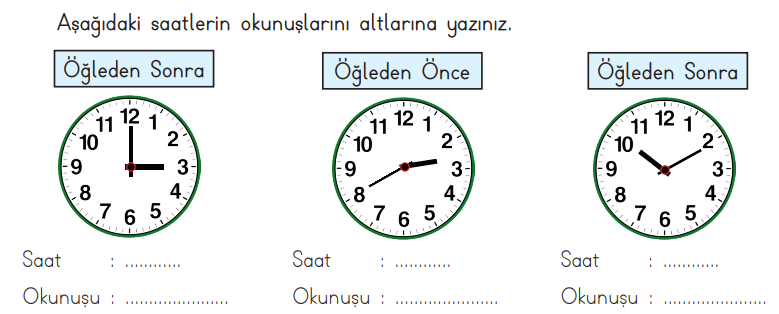 Aşağıdaki saatlerin okunuşlarını altlarına yazınız.
Öğleden Sonra Öğleden Önce Öğleden Sonra
12 1 2 3 4 5 6 7 8 9 10 11
12 1 2 3 4 5 6 7 8 9 10 11
12 1 2 3 4 5 6 7 8 9 10 11
Saat : ............ Saat : ............ Saat : ............
Okunuşu : ...................... Okunuşu : ...................... Okunuşu : ......................